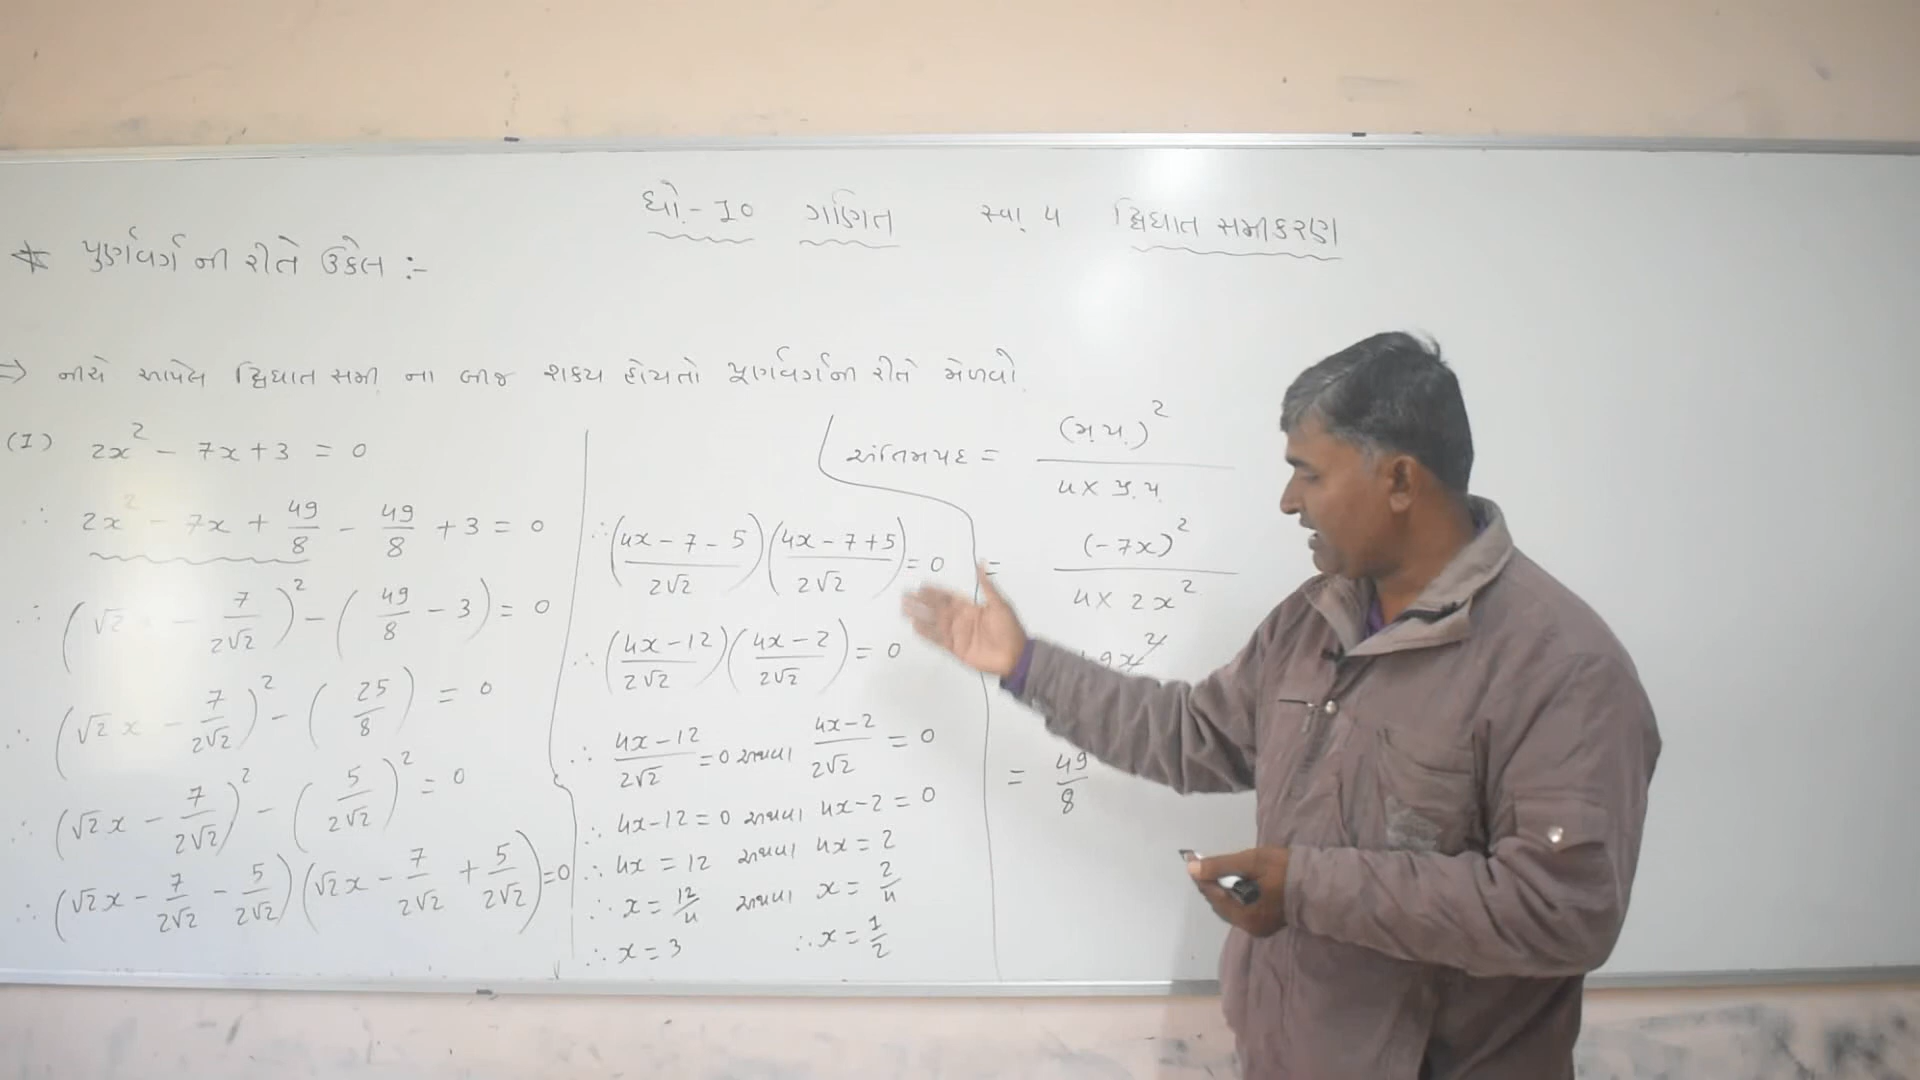 ધો.-10 ગણિત સ્વા. ૫ દ્વિઘાત સમીકરણ
* પુર્ણવર્ગ ની રીતે ઉકેલ :-
⇒ નીચે આપેલ દ્વિઘાત સમી. ના બીજ શક્ય હોયતો પૂર્ણવર્ગની રીતે મેળવો.
(I) 2x² - 7x + 3 = 0
∴ 2x² - 7x + 49/8 - 49/8 + 3 = 0
∴ (√2 - 7/2√2)² - (49/8 - 3) = 0
∴ (√2 x - 7/2√2)² - (25/8) = 0
∴ (√2 x - 7/2√2)² - (5/2√2)² = 0
∴ (√2x - 7/2√2 - 5/2√2) (√2x - 7/2√2 + 5/2√2) = 0
∴ ((4x - 7 - 5)/2√2) ((4x - 7 + 5)/2√2) = 0
∴ ((4x - 12)/2√2) ((4x - 2)/2√2) = 0
∴ (4x - 12)/2√2 = 0 અથવા (4x - 2)/2√2 = 0
∴ 4x - 12 = 0 અથવા 4x - 2 = 0
∴ 4x = 12 અથવા 4x = 2
∴ x = 12/4 અથવા x = 2/4
∴ x = 3 ∴ x = 1/2
અંતિમપદ = (મ.પ.)² / 4 × પ્ર.પ.
= (-7x)² / 4 × 2x²
9x²
= 49/8